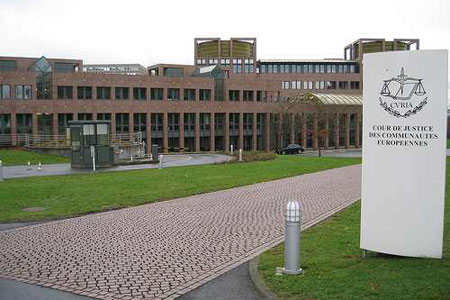 CVRIA
COUR DE JUSTICE
DES COMMUNAUTES
EUROPEENNES